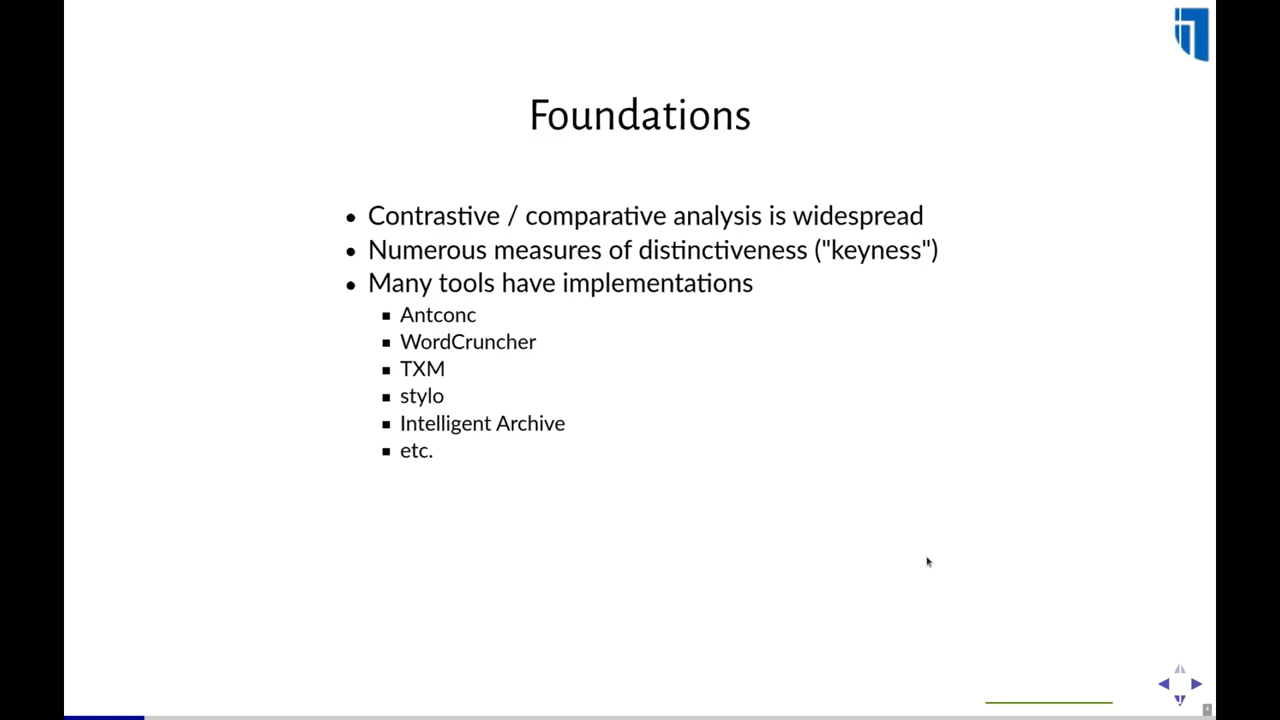 Foundations
• Contrastive / comparative analysis is widespread
• Numerous measures of distinctiveness ("keyness")
• Many tools have implementations
▪ Antconc
▪ WordCruncher
▪ TXM
▪ stylo
▪ Intelligent Archive
▪ etc.